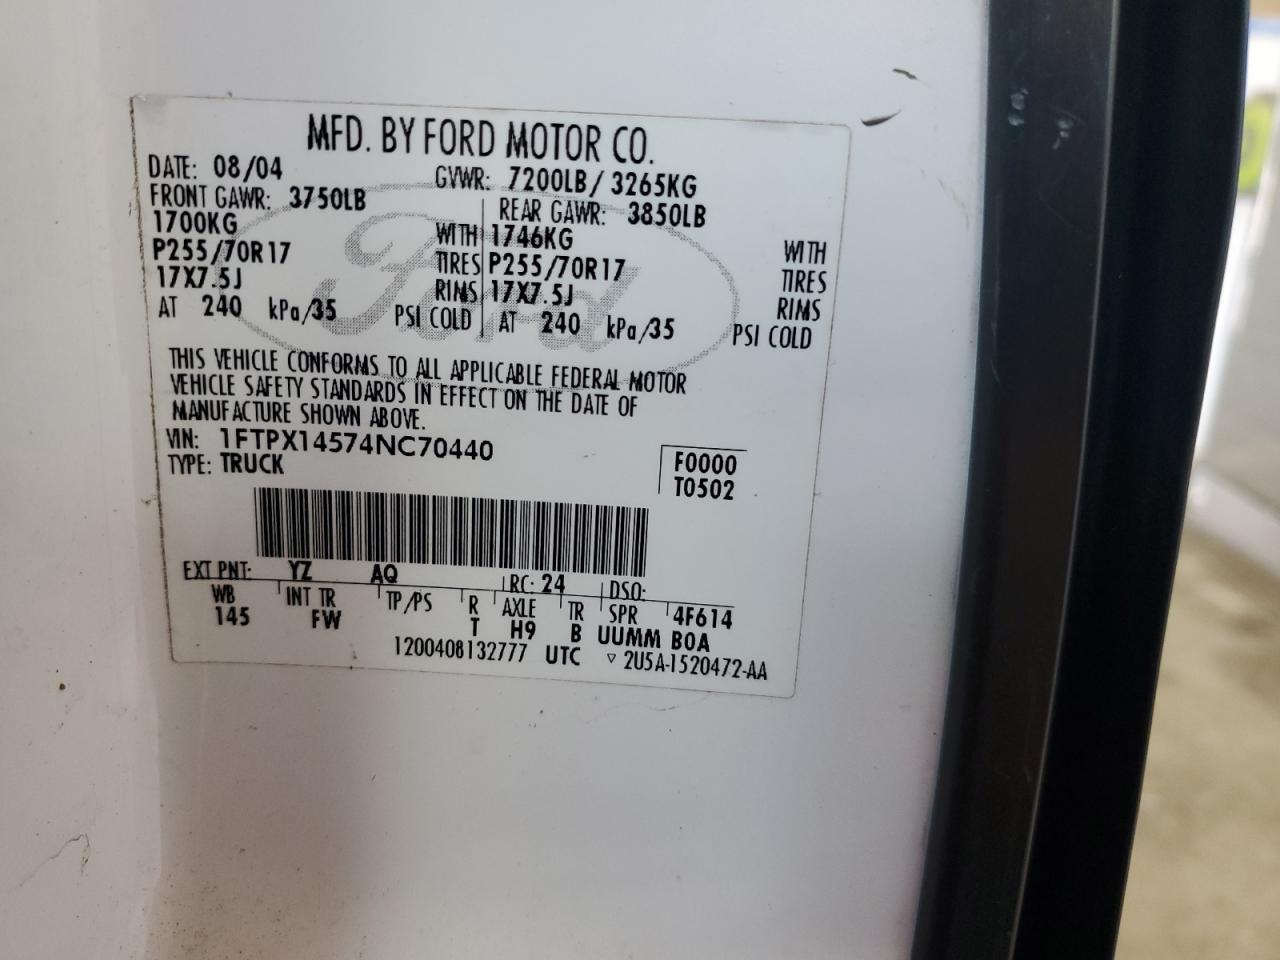 MFD. BY FORD MOTOR CO.
DATE: 08/04 GVWR: 7200LB/ 3265KG
FRONT GAWR: 3750LB REAR GAWR: 3850LB
1700KG WITH 1746KG WITH
P255/70R17 TIRES P255/70R17 TIRES
17X7.5J RIMS 17X7.5J RIMS
AT 240 kPa/35 PSI COLD AT 240 kPa/35 PSI COLD
Ford
THIS VEHICLE CONFORMS TO ALL APPLICABLE FEDERAL MOTOR
VEHICLE SAFETY STANDARDS IN EFFECT ON THE DATE OF
MANUFACTURE SHOWN ABOVE.
VIN: 1FTPX14574NC70440
TYPE: TRUCK
F0000
T0502
EXT PNT: YZ AQ RC: 24 DSO:
WB INT TR TP/PS R AXLE TR SPR 4F614
145 FW T H9 B UUMM BOA
1200408132777 UTC ▽ 2U5A-1520472-AA